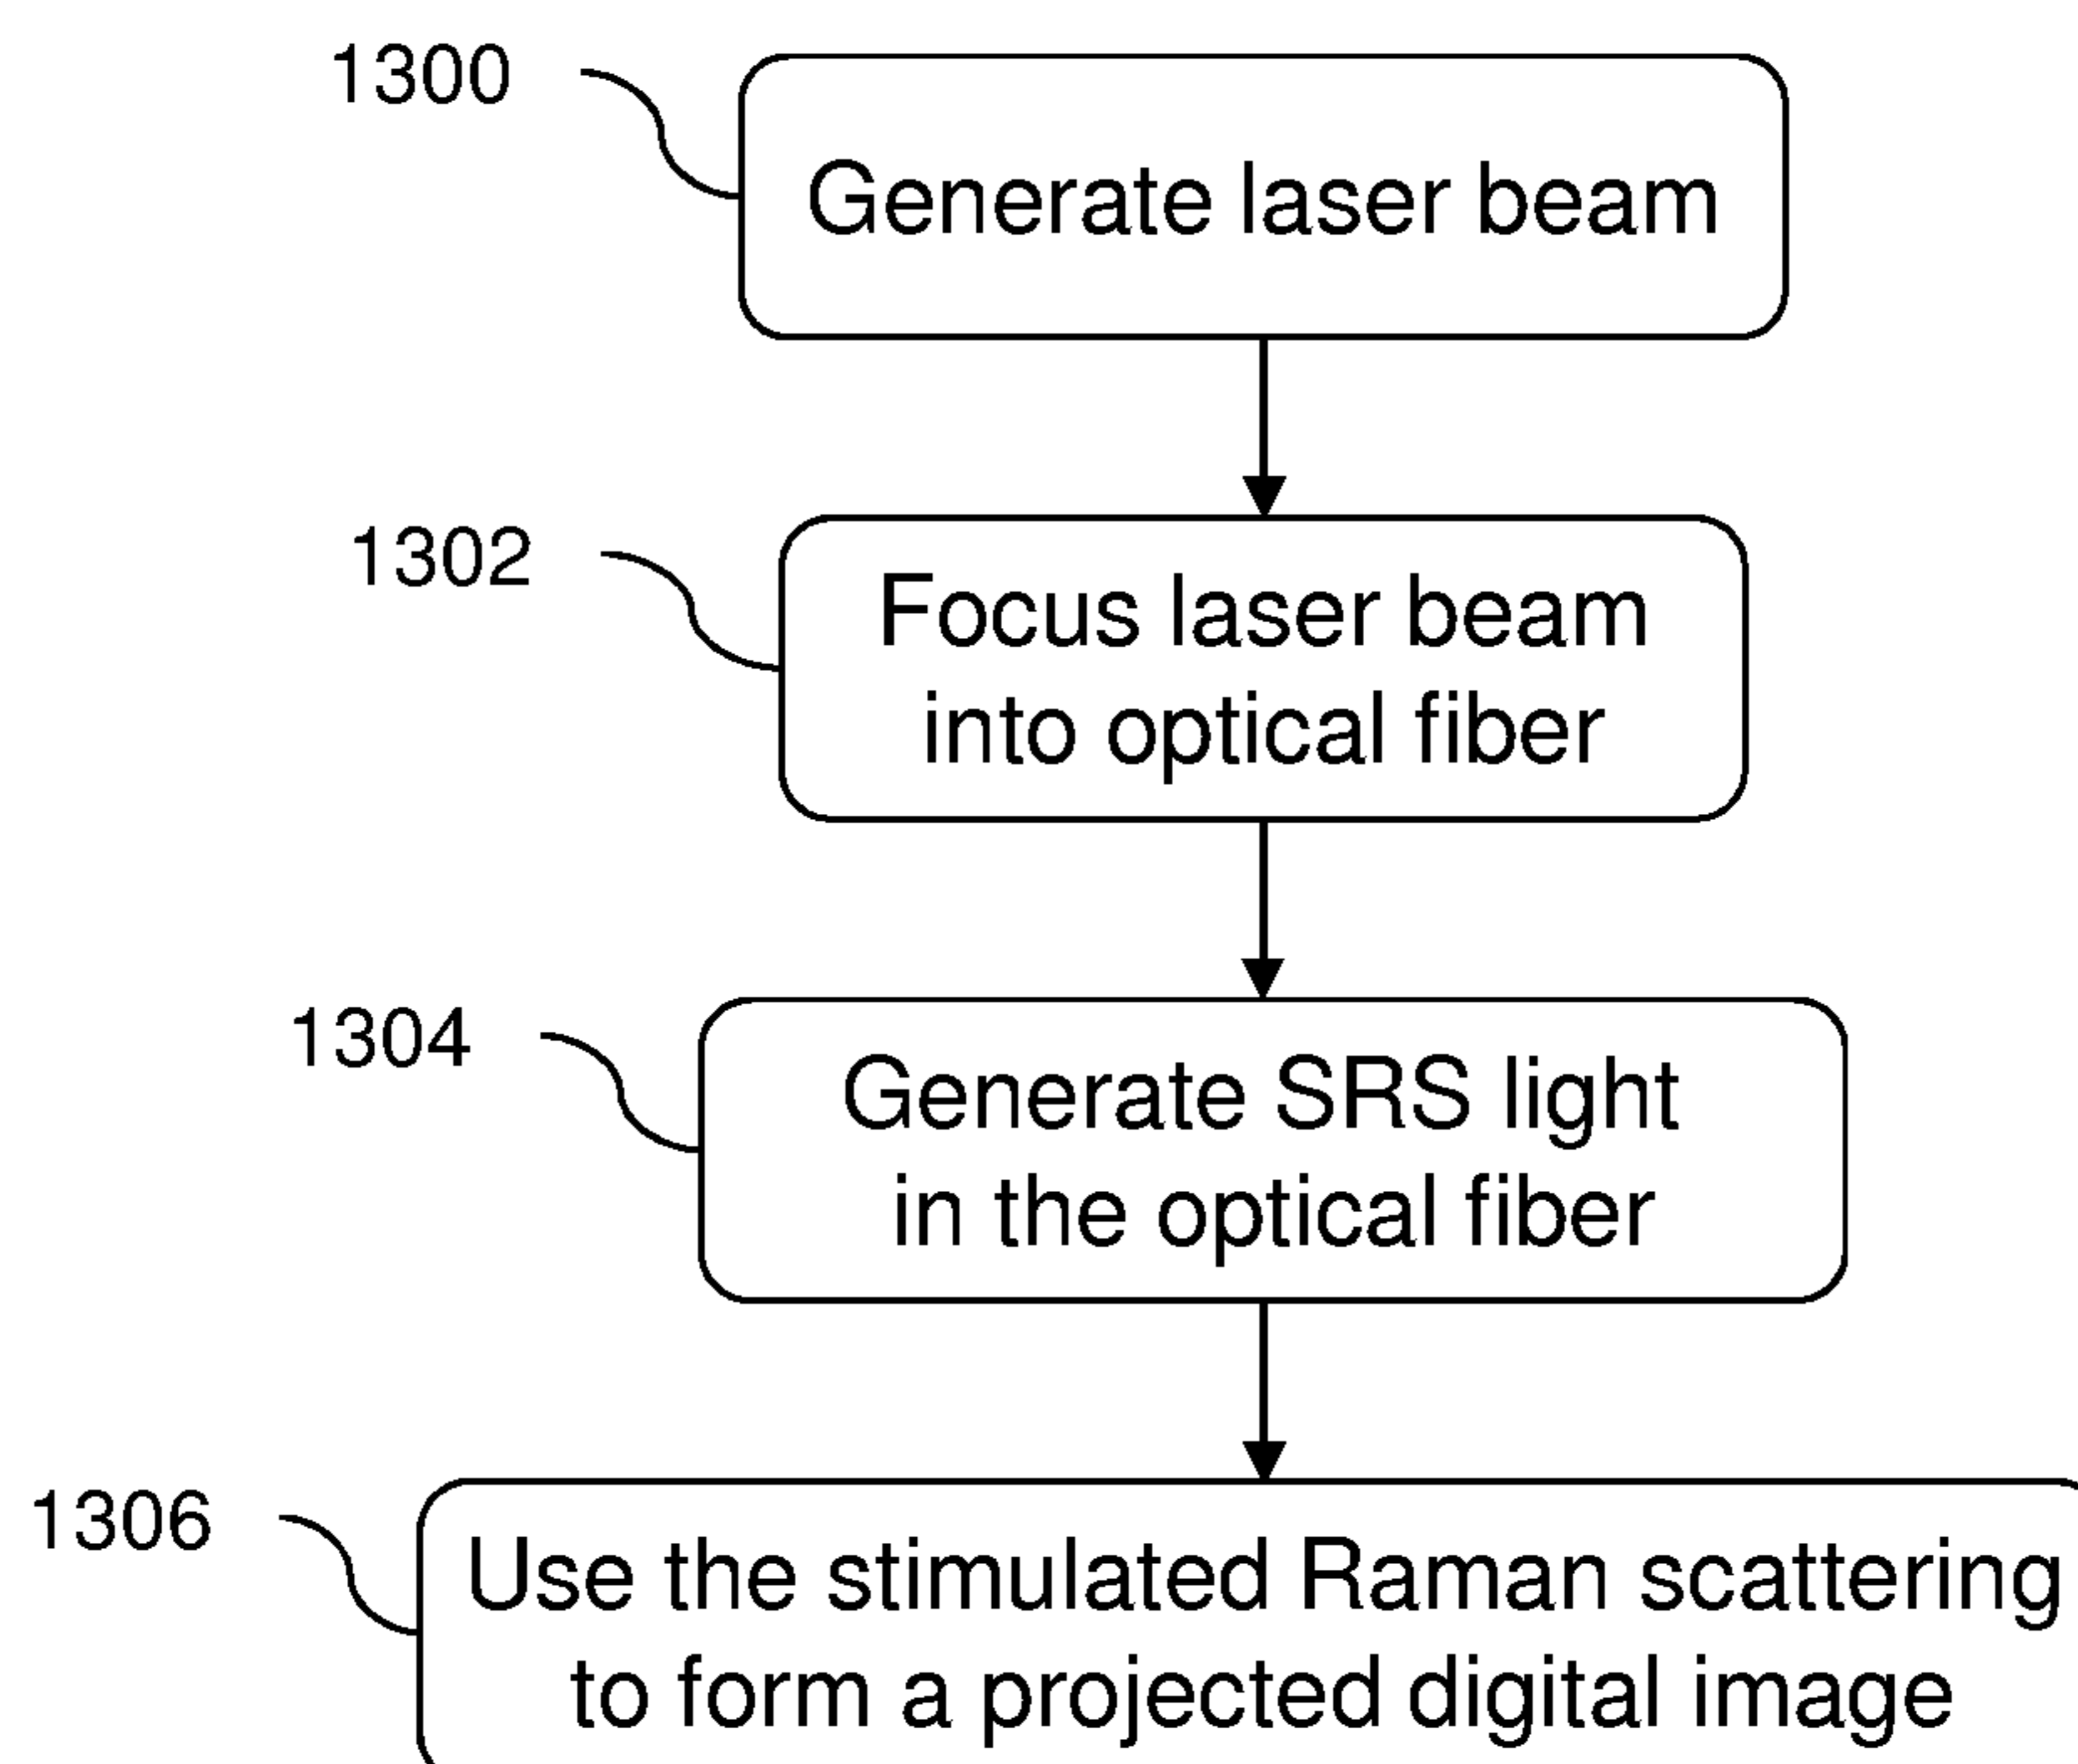 1300
Generate laser beam
1302
Focus laser beam
into optical fiber
1304
Generate SRS light
in the optical fiber
1306
Use the stimulated Raman scattering
to form a projected digital image